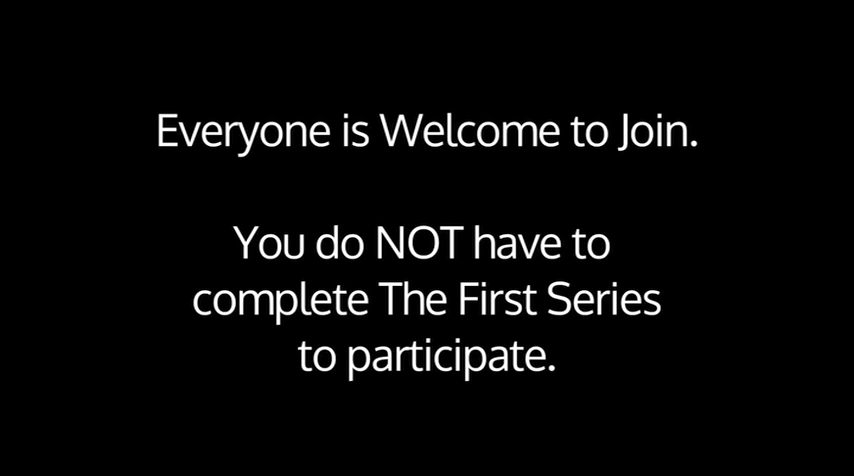 Everyone is Welcome to Join.
You do NOT have to
complete The First Series
to participate.